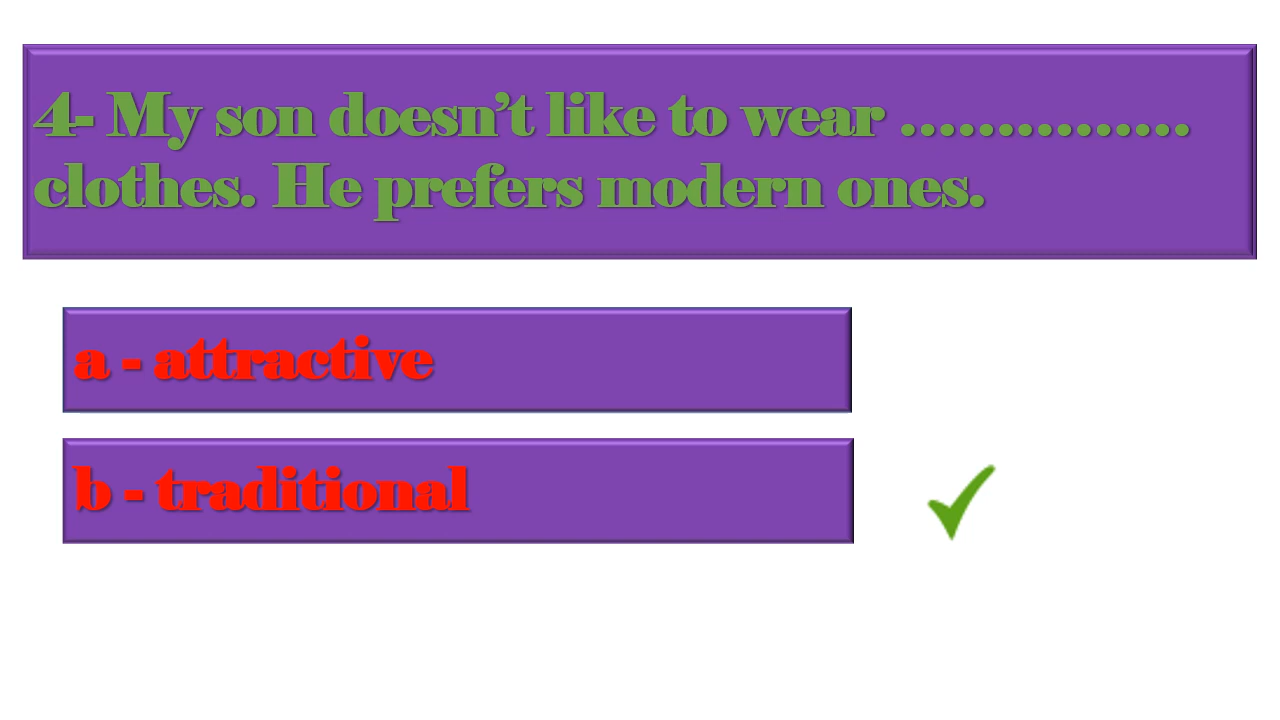 4- My son doesn’t like to wear ……………
clothes. He prefers modern ones.
a - attractive
b - traditional